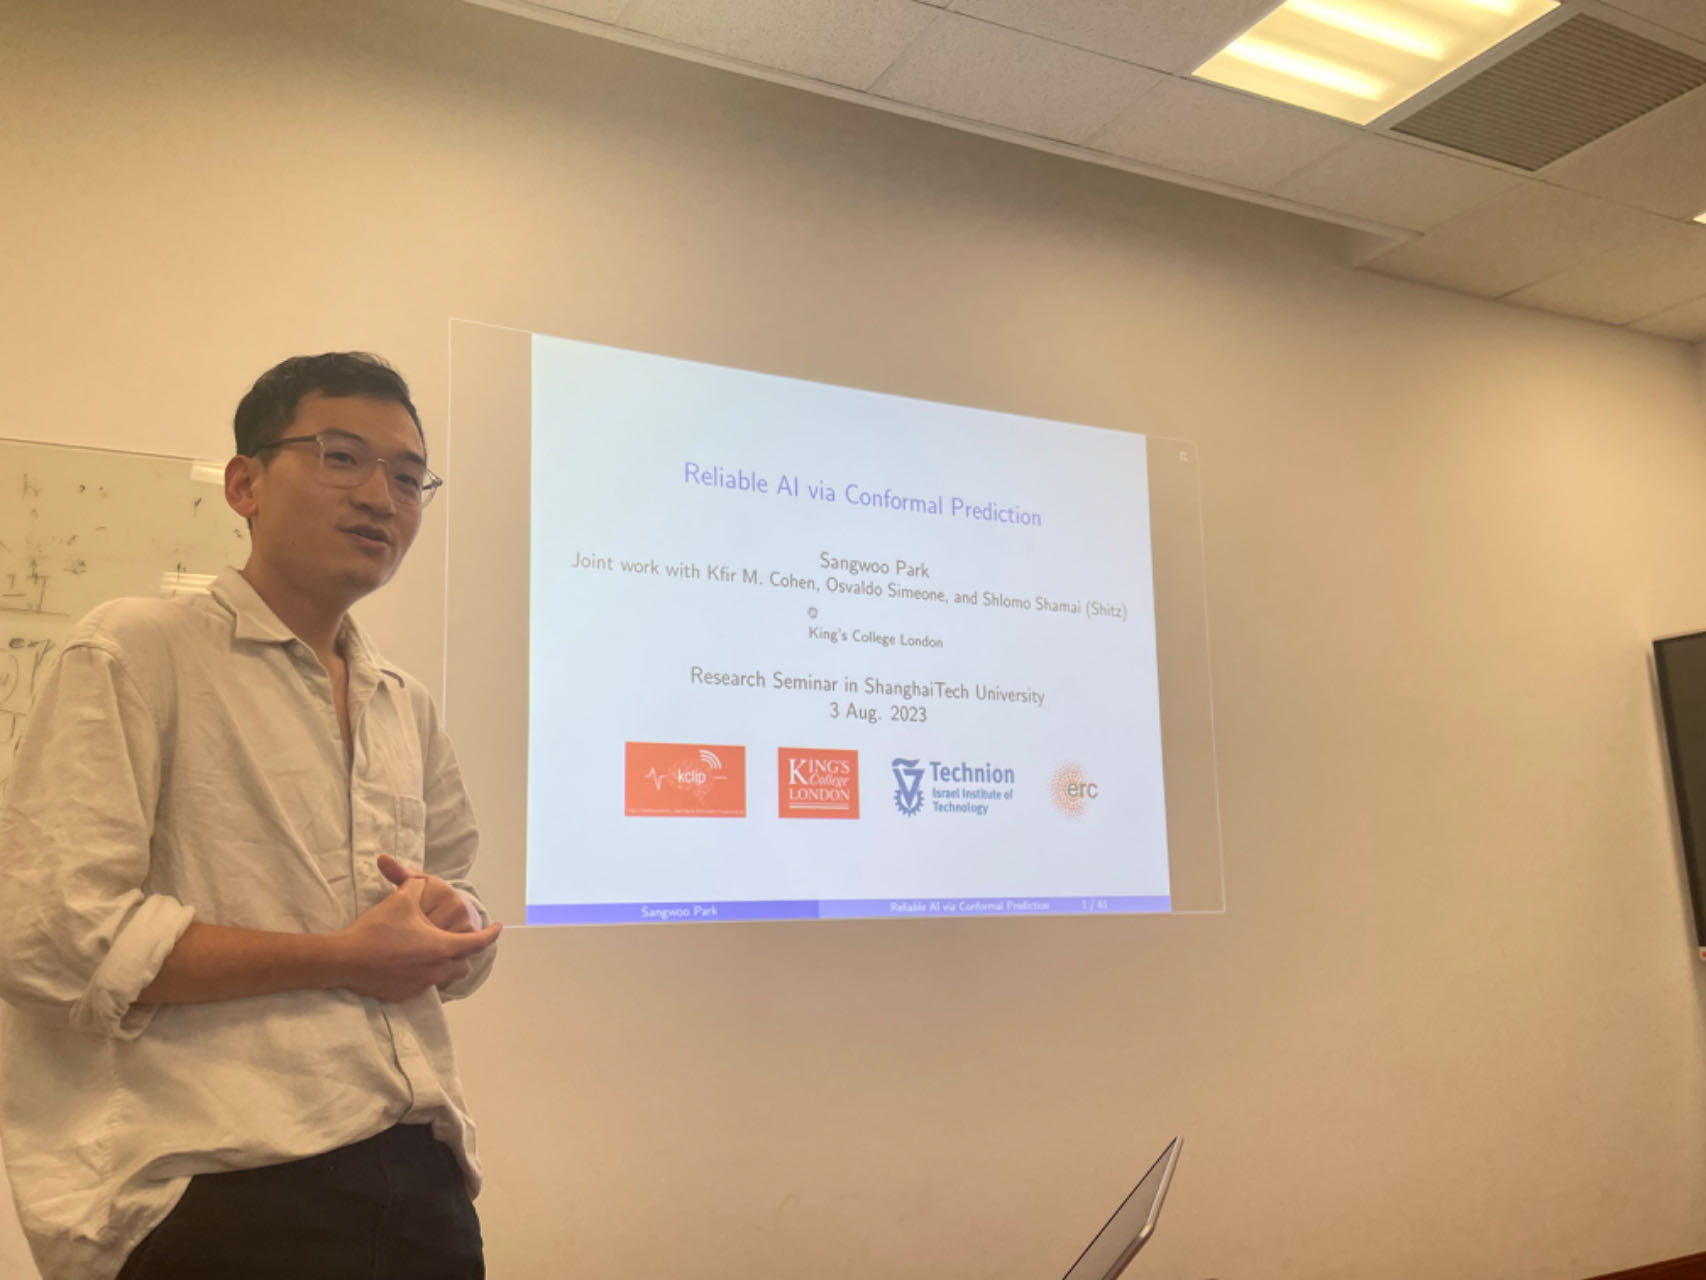 Reliable AI via Conformal Prediction
Sangwoo Park
Joint work with Kfir M. Cohen, Osvaldo Simeone, and Shlomo Shamai (Shitz)
@
King's College London
Research Seminar in ShanghaiTech University
3 Aug. 2023
kclip
KING'S
College
LONDON
Technion
Israel Institute of
Technology
erc
Sangwoo Park
Reliable AI via Conformal Prediction
1 / 61